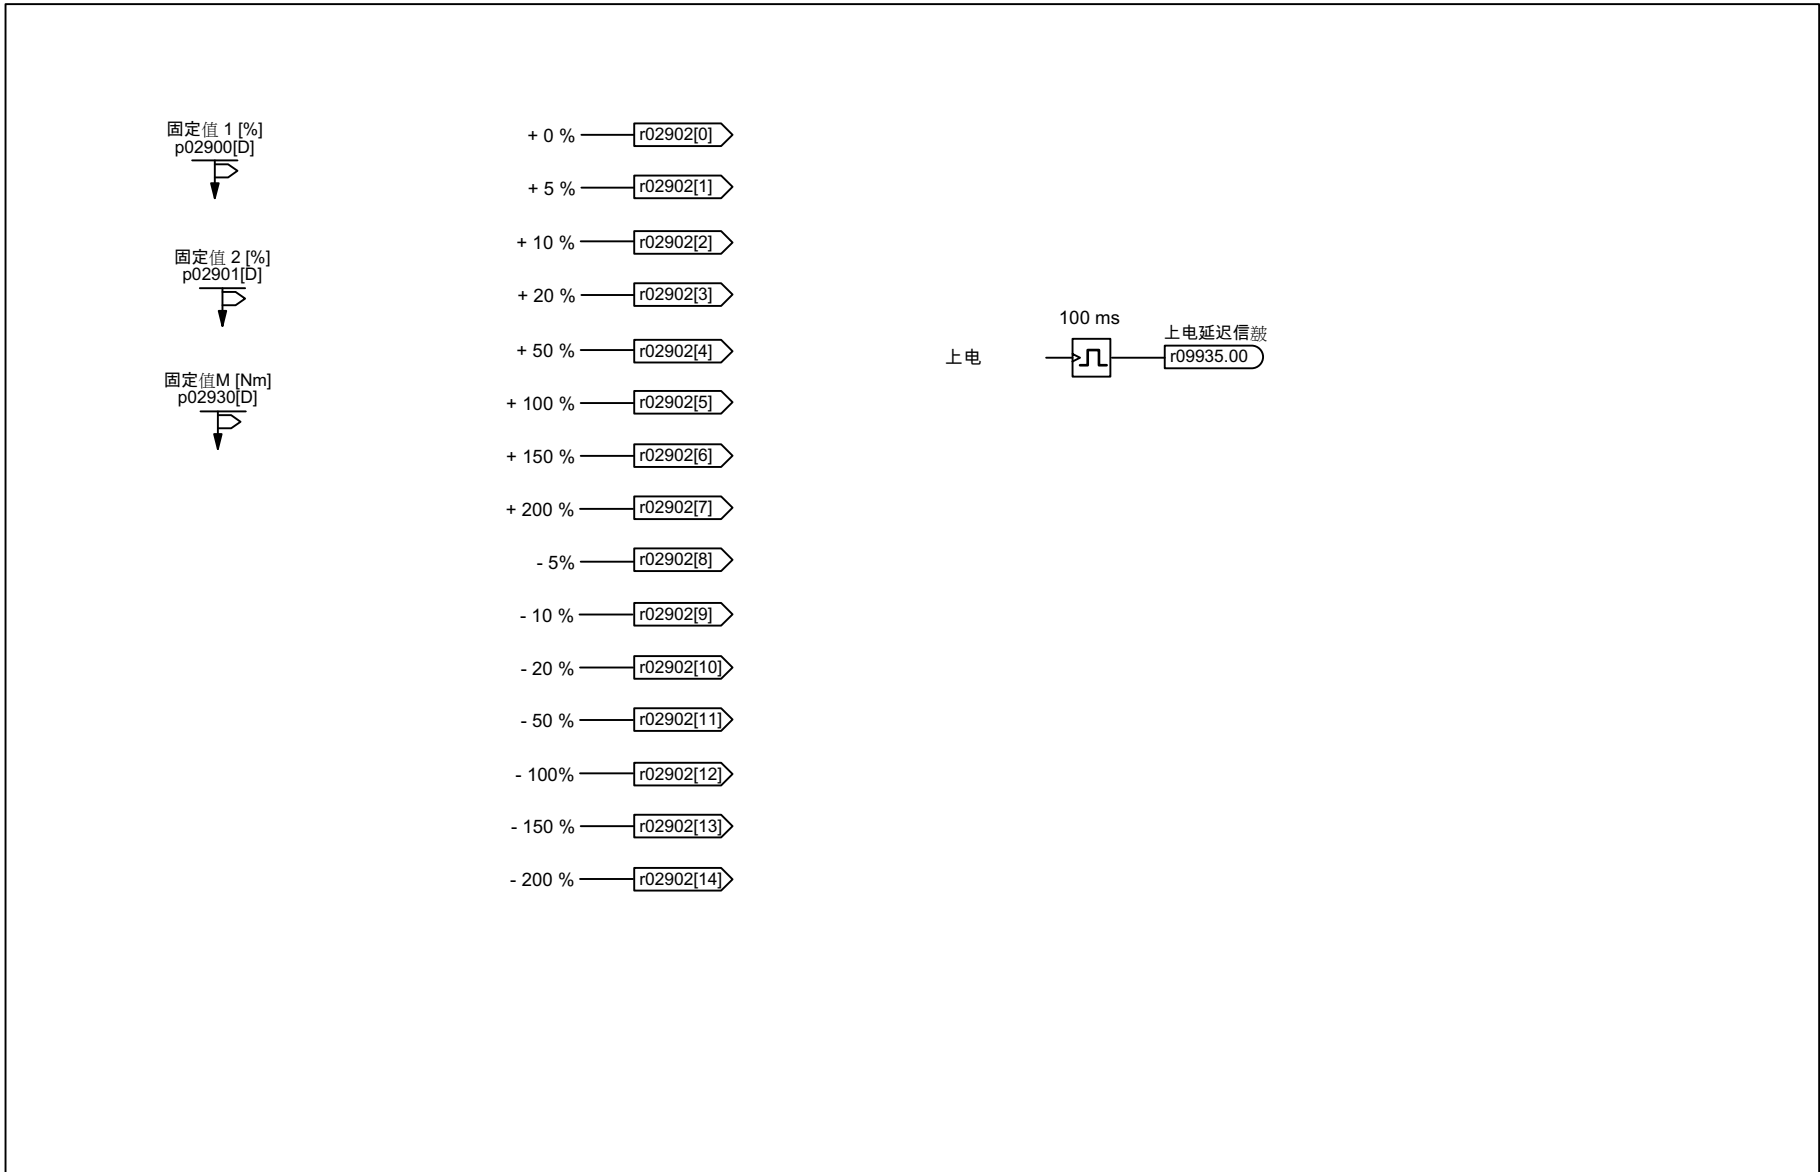 固定值 1 [%]
p02900[D]
固定值 2 [%]
p02901[D]
固定值M [Nm]
p02930[D]
+ 0 % r02902[0]
+ 5 % r02902[1]
+ 10 % r02902[2]
+ 20 % r02902[3]
+ 50 % r02902[4]
+ 100 % r02902[5]
+ 150 % r02902[6]
+ 200 % r02902[7]
- 5% r02902[8]
- 10 % r02902[9]
- 20 % r02902[10]
- 50 % r02902[11]
- 100% r02902[12]
- 150 % r02902[13]
- 200 % r02902[14]
100 ms
上电延迟信
上电
r09935.00